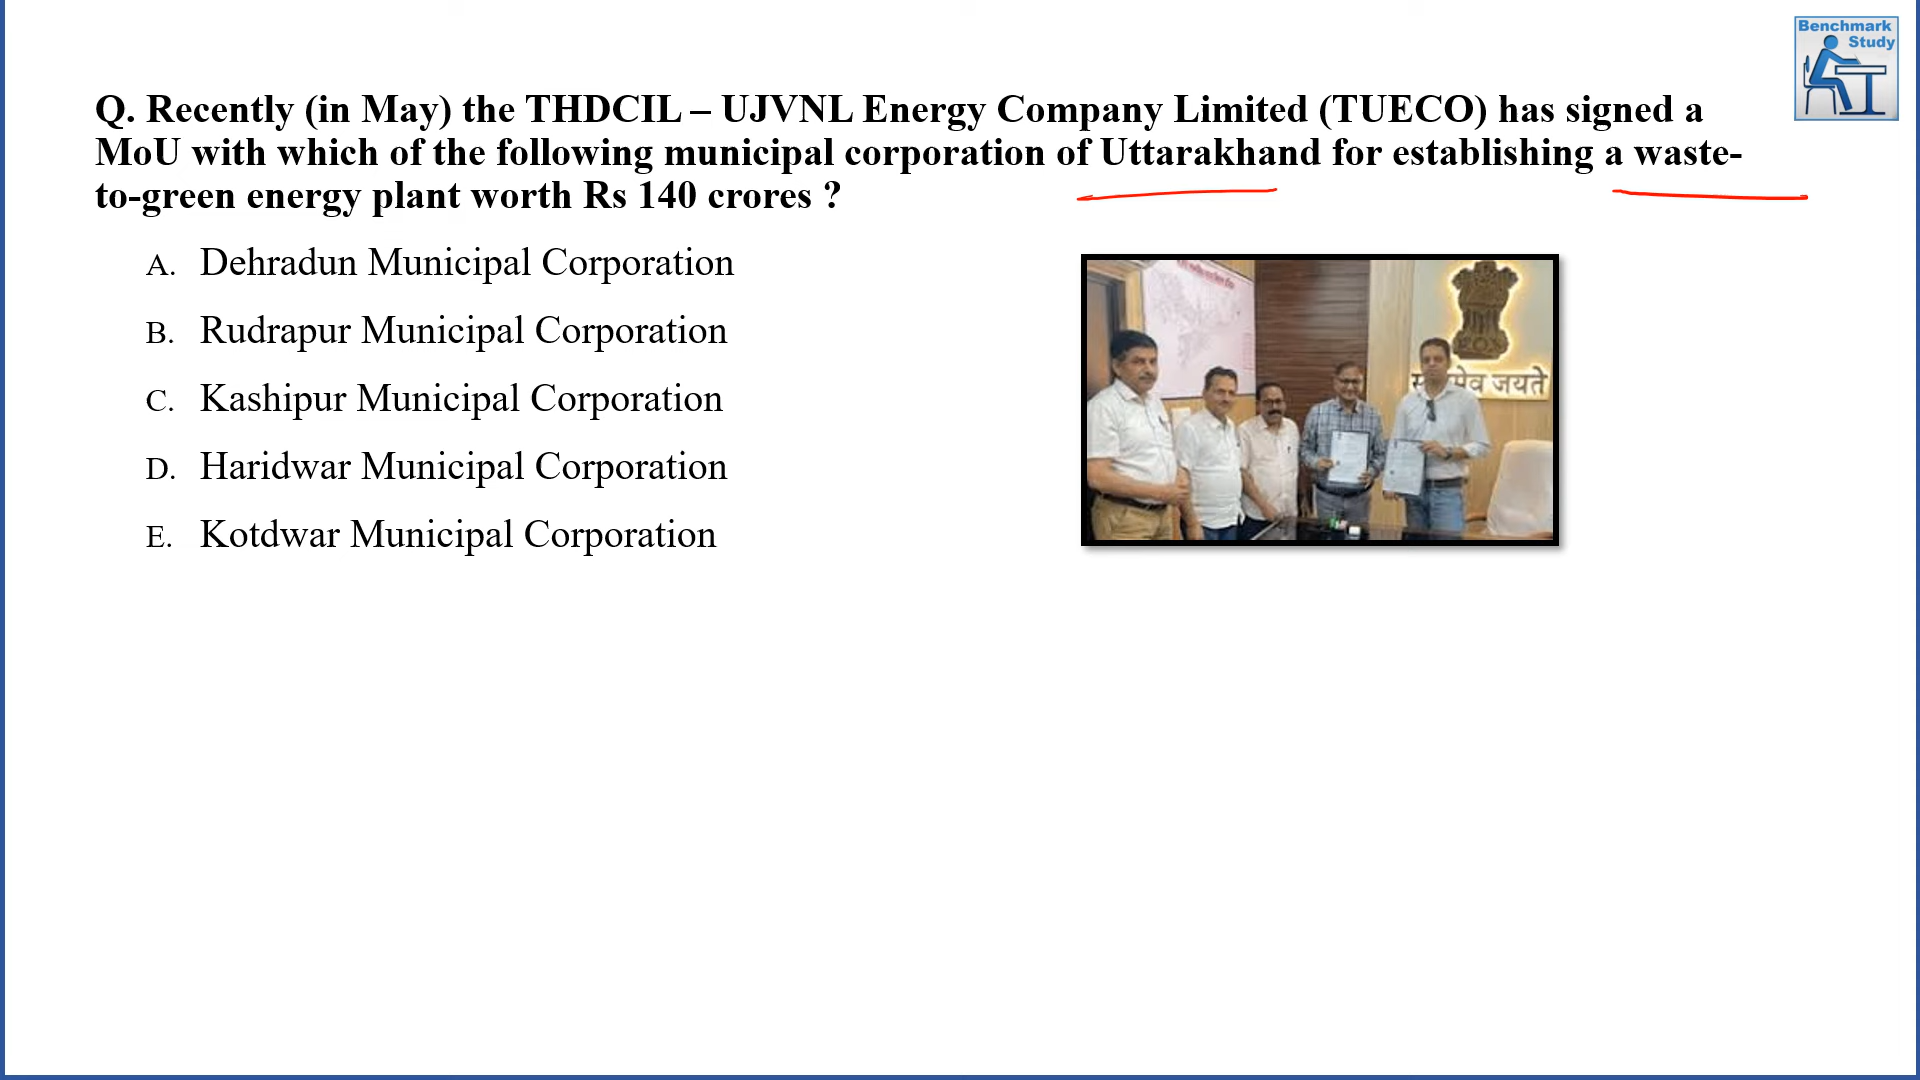 Benchmark
Study
Q. Recently (in May) the THDCIL – UJVNL Energy Company Limited (TUECO) has signed a
MoU with which of the following municipal corporation of Uttarakhand for establishing a waste-
to-green energy plant worth Rs 140 crores ?
A. Dehradun Municipal Corporation
B. Rudrapur Municipal Corporation
C. Kashipur Municipal Corporation
D. Haridwar Municipal Corporation
E. Kotdwar Municipal Corporation
जयते